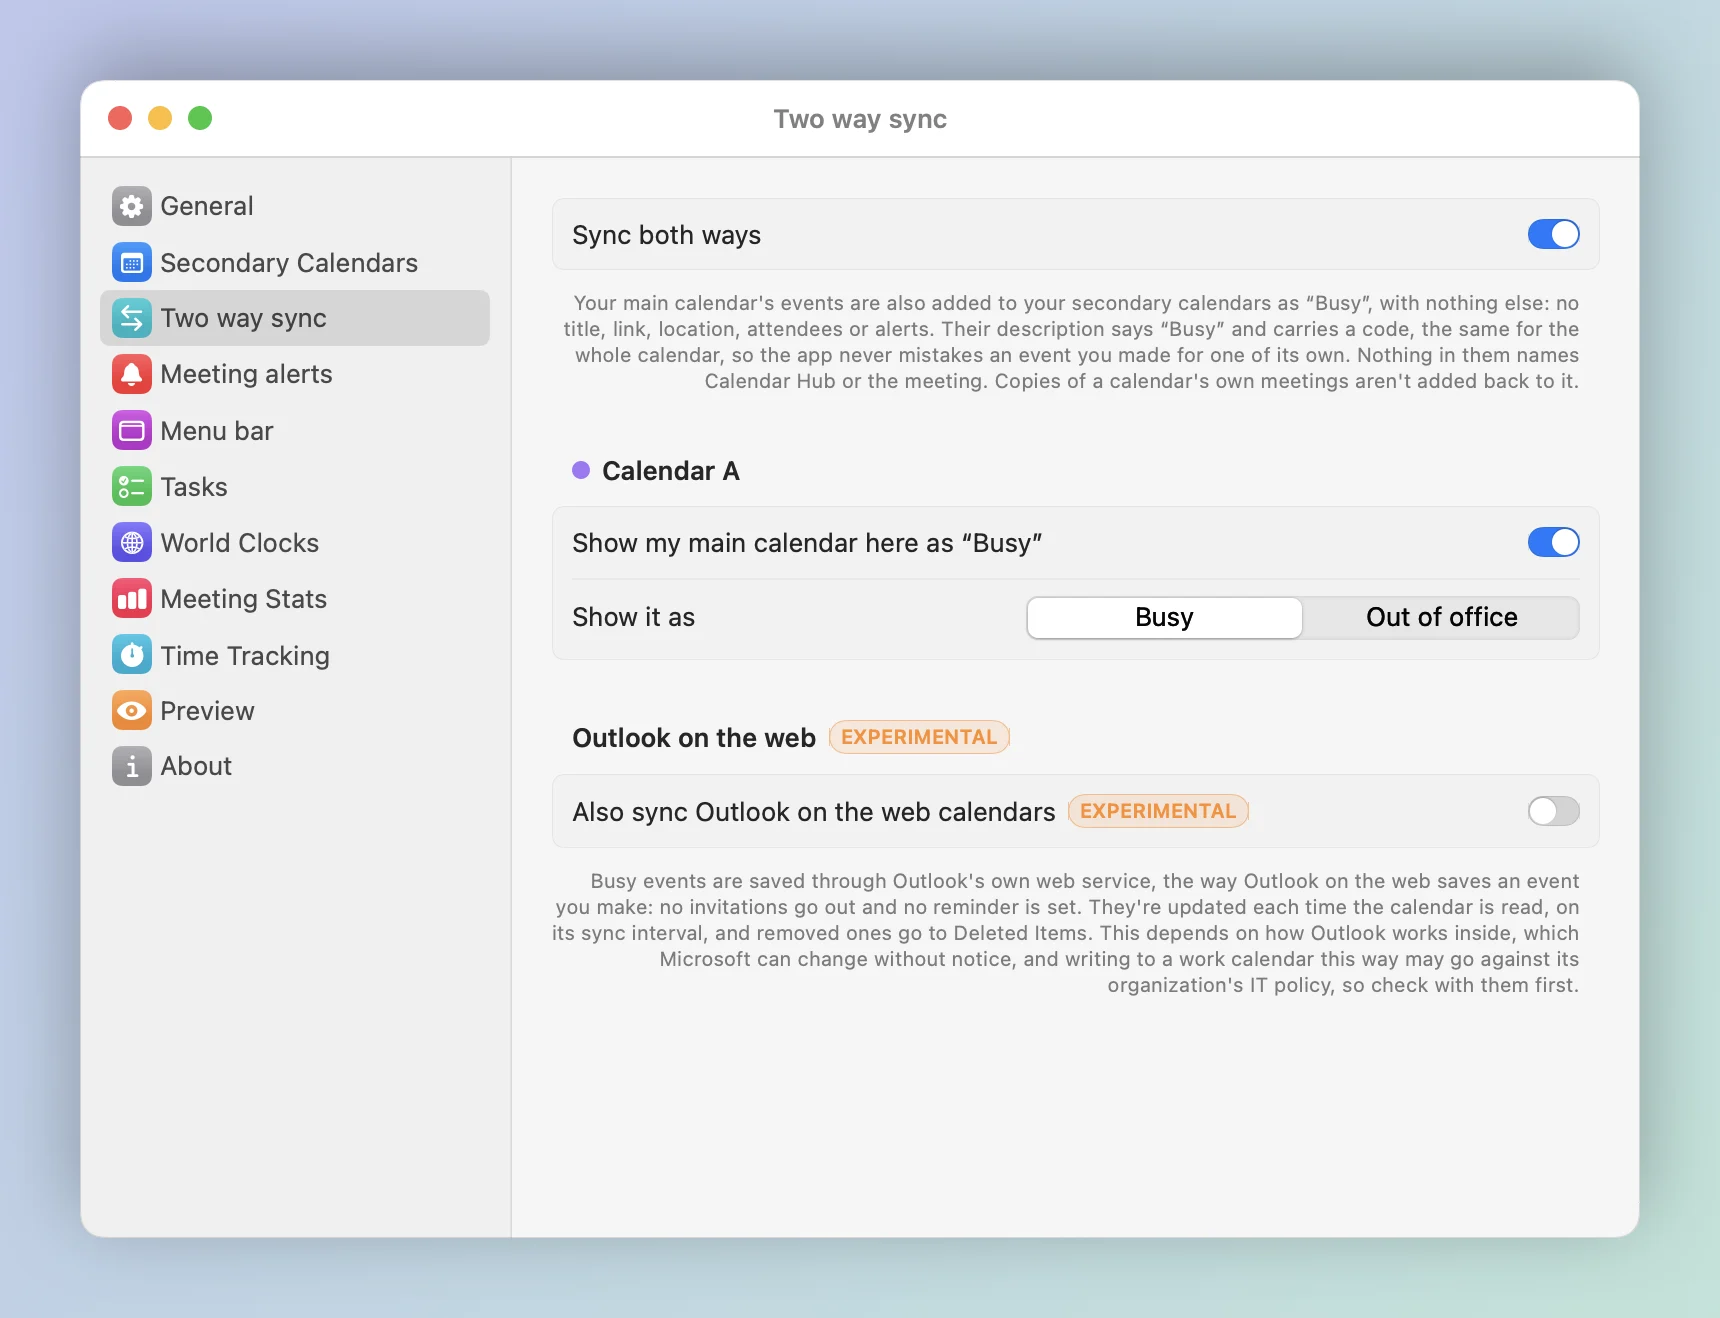 Two way sync
General
Secondary Calendars
Two way sync
Meeting alerts
Menu bar
Tasks
World Clocks
Meeting Stats
Time Tracking
Preview
About
Sync both ways
Your main calendar's events are also added to your secondary calendars as “Busy”, with nothing else: no
title, link, location, attendees or alerts. Their description says “Busy” and carries a code, the same for the
whole calendar, so the app never mistakes an event you made for one of its own. Nothing in them names
Calendar Hub or the meeting. Copies of a calendar's own meetings aren't added back to it.
Calendar A
Show my main calendar here as “Busy”
Show it as
Busy
Out of office
Outlook on the web EXPERIMENTAL
Also sync Outlook on the web calendars EXPERIMENTAL
Busy events are saved through Outlook's own web service, the way Outlook on the web saves an event
you make: no invitations go out and no reminder is set. They're updated each time the calendar is read, on
its sync interval, and removed ones go to Deleted Items. This depends on how Outlook works inside, which
Microsoft can change without notice, and writing to a work calendar this way may go against its
organization's IT policy, so check with them first.